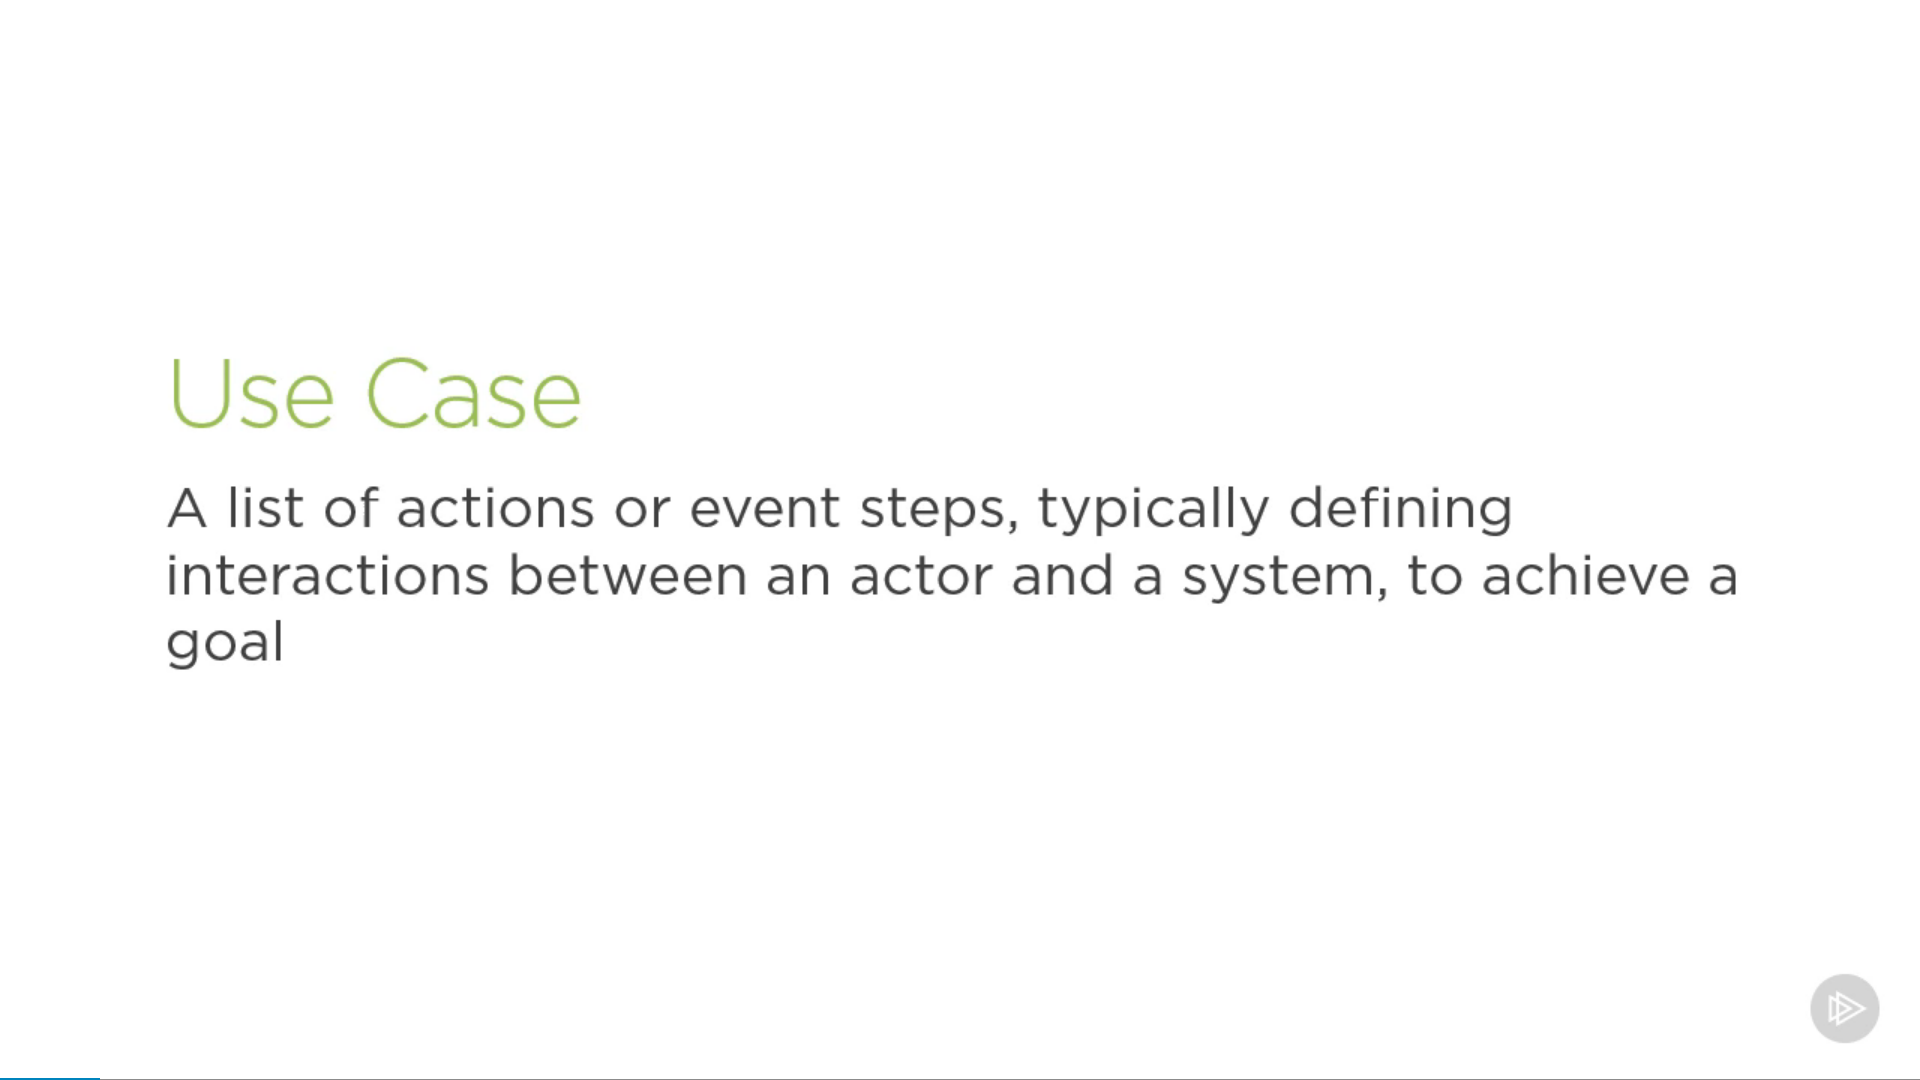 Use Case
A list of actions or event steps, typically defining
interactions between an actor and a system, to achieve a
goal